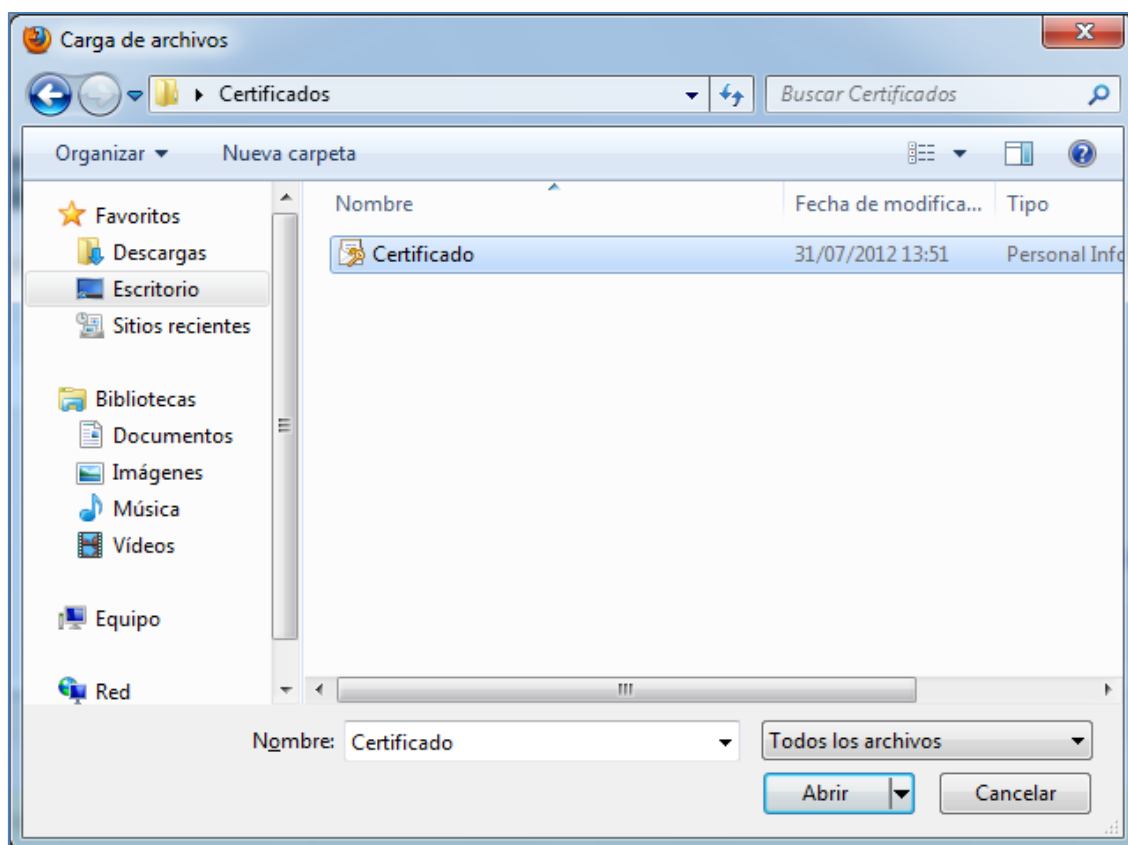 Carga de archivos
Certificados
Buscar Certificados
Organizar
Nueva carpeta
Nombre
Fecha de modifica...
Tipo
Favoritos
Descargas
Escritorio
Sitios recientes
Bibliotecas
Documentos
Imágenes
Música
Vídeos
Equipo
Red
Certificado
31/07/2012 13:51
Personal Info
Nombre:
Certificado
Todos los archivos
Abrir
Cancelar